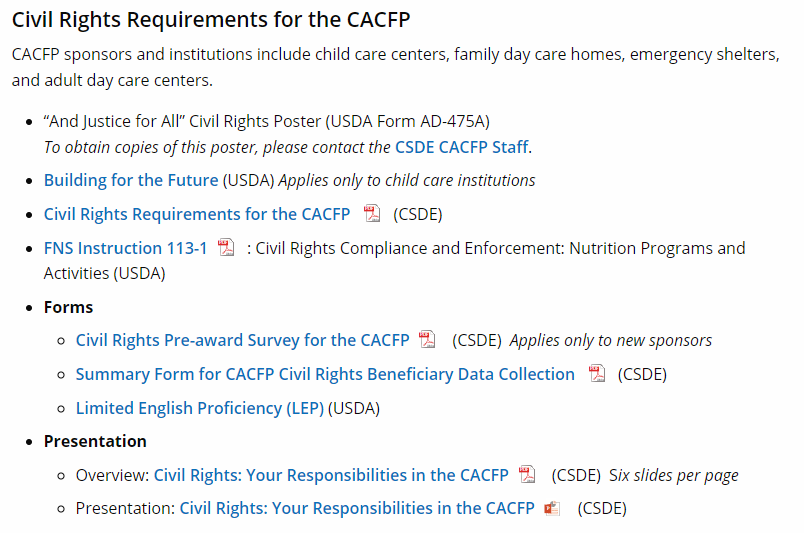 Civil Rights Requirements for the CACFP
CACFP sponsors and institutions include child care centers, family day care homes, emergency shelters,
and adult day care centers.
“And Justice for All” Civil Rights Poster (USDA Form AD-475A)
To obtain copies of this poster, please contact the CSDE CACFP Staff.
Building for the Future (USDA) Applies only to child care institutions
Civil Rights Requirements for the CACFP (CSDE)
FNS Instruction 113-1 : Civil Rights Compliance and Enforcement: Nutrition Programs and
Activities (USDA)
Forms
Civil Rights Pre-award Survey for the CACFP (CSDE) Applies only to new sponsors
Summary Form for CACFP Civil Rights Beneficiary Data Collection (CSDE)
Limited English Proficiency (LEP) (USDA)
Presentation
Overview: Civil Rights: Your Responsibilities in the CACFP (CSDE) Six slides per page
Presentation: Civil Rights: Your Responsibilities in the CACFP (CSDE)